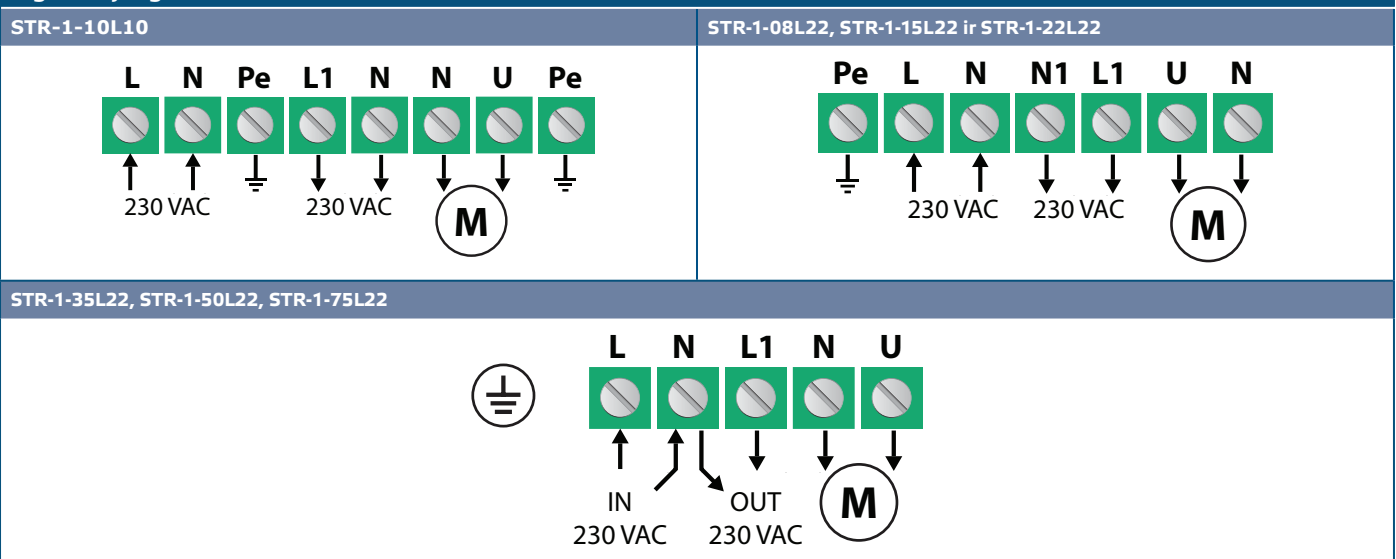 STR-1-10L10
L N Pe L1 N N U Pe
230 VAC 230 VAC
M
STR-1-08L22, STR-1-15L22 ir STR-1-22L22
Pe L N N1 L1 U N
230 VAC 230 VAC
M
STR-1-35L22, STR-1-50L22, STR-1-75L22
L N L1 N U
IN OUT M
230 VAC 230 VAC